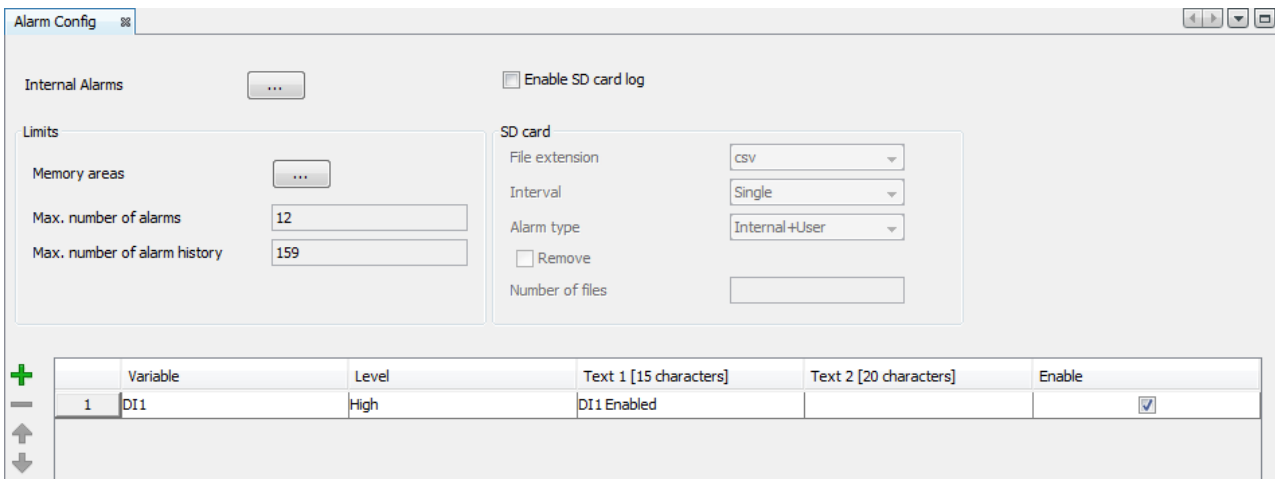 Alarm Config
Internal Alarms ... Enable SD card log
Limits
Memory areas ...
Max. number of alarms 12
Max. number of alarm history 159
SD card
File extension csv
Interval Single
Alarm type Internal+User
Remove
Number of files
Variable Level Text 1 [15 characters] Text 2 [20 characters] Enable
1 DI1 High DI1 Enabled